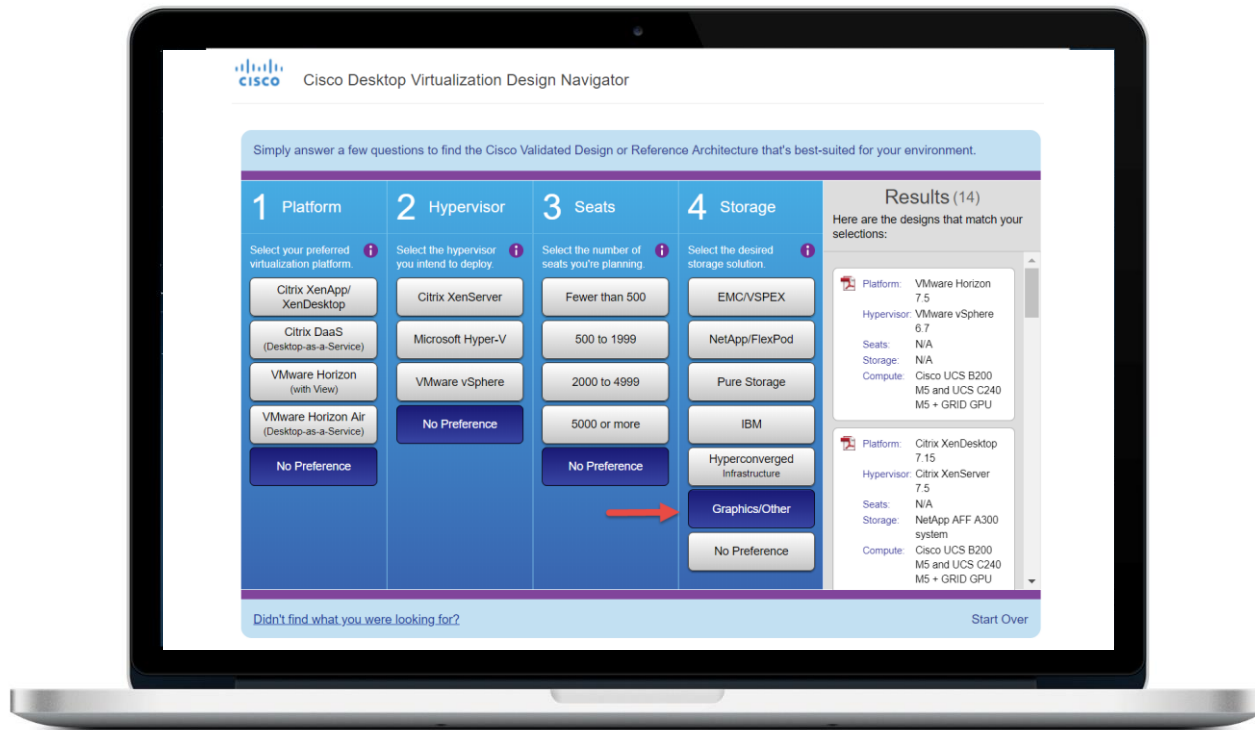 CISCO
Cisco Desktop Virtualization Design Navigator
Simply answer a few questions to find the Cisco Validated Design or Reference Architecture that's best-suited for your environment.
1 Platform
Select your preferred
virtualization platform.
Citrix XenApp/
XenDesktop
Citrix DaaS
(Desktop-as-a-Service)
VMware Horizon
(with View)
VMware Horizon Air
(Desktop-as-a-Service)
No Preference
2 Hypervisor
Select the hypervisor
you intend to deploy.
Citrix XenServer
Microsoft Hyper-V
VMware vSphere
No Preference
3 Seats
Select the number of
seats you're planning.
Fewer than 500
500 to 1999
2000 to 4999
5000 or more
No Preference
4 Storage
Select the desired
storage solution.
EMC/VSPEX
NetApp/FlexPod
Pure Storage
IBM
Hyperconverged
Infrastructure
Graphics/Other
No Preference
Results (14)
Here are the designs that match your
selections:
Platform: VMware Horizon
7.5
Hypervisor: VMware vSphere
6.7
Seats: N/A
Storage: N/A
Compute: Cisco UCS B200
M5 and UCS C240
M5 + GRID GPU
Platform: Citrix XenDesktop
7.15
Hypervisor: Citrix XenServer
7.5
Seats: N/A
Storage: NetApp AFF A300
system
Compute: Cisco UCS B200
M5 and UCS C240
M5 + GRID GPU
Didn't find what you were looking for?
Start Over